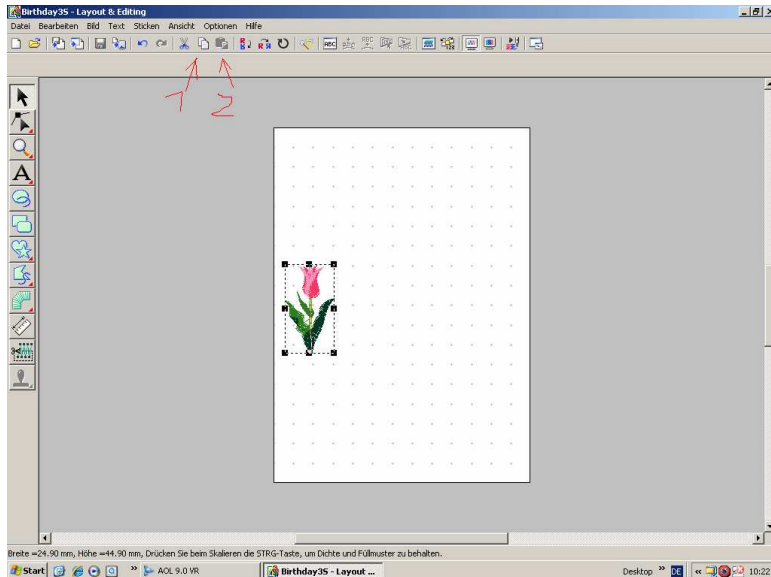 Birthday35 - Layout & Editing
Datei Bearbeiten Bild Text Sticken Ansicht Optionen Hilfe
ABC
1 2
A
Breite =24.90 mm, Höhe =44.90 mm, Drücken Sie beim Skalieren die STRG-Taste, um Dichte und Füllmuster zu behalten.
Start » AOL 9.0 VR Birthday35 - Layout ... Desktop » DE « 10:22